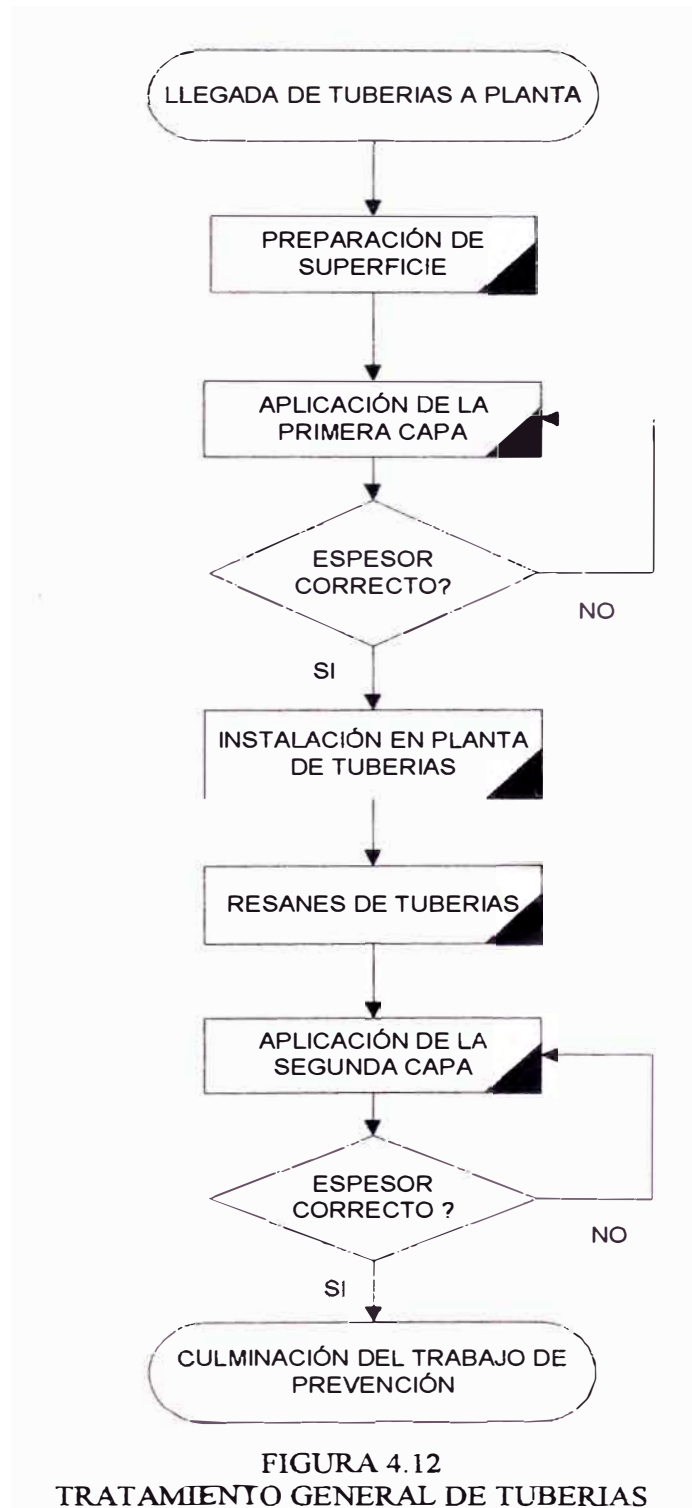 LLEGADA DE TUBERIAS A PLANTA
PREPARACIÓN DE
SUPERFICIE
APLICACIÓN DE LA
PRIMERA CAPA
ESPESOR
CORRECTO?
NO
SI
INSTALACIÓN EN PLANTA
DE TUBERIAS
RESANES DE TUBERIAS
APLICACIÓN DE LA
SEGUNDA CAPA
ESPESOR
CORRECTO ?
NO
SI
CULMINACIÓN DEL TRABAJO DE
PREVENCIÓN
FIGURA 4.12
TRATAMIENTO GENERAL DE TUBERIAS